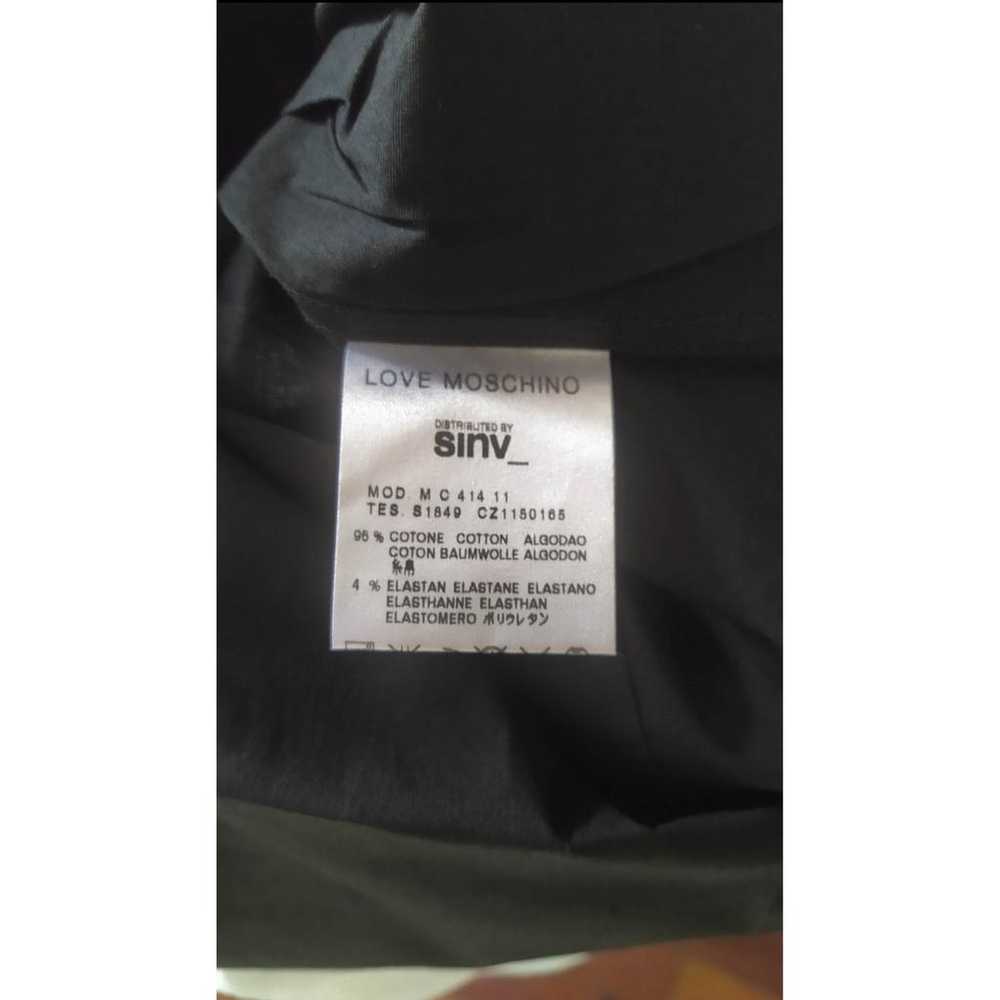 LOVE MOSCHINO
DISTRIBUTED BY
sinv_
MOD. M C 414 11
TES. S1849 CZ1150165
96 % COTONE COTTON ALGODAO
COTON BAUMWOLLE ALGODON
綿
4 % ELASTAN ELASTANE ELASTANO
ELASTHANNE ELASTHAN
ELASTOMERO ポリウレタン